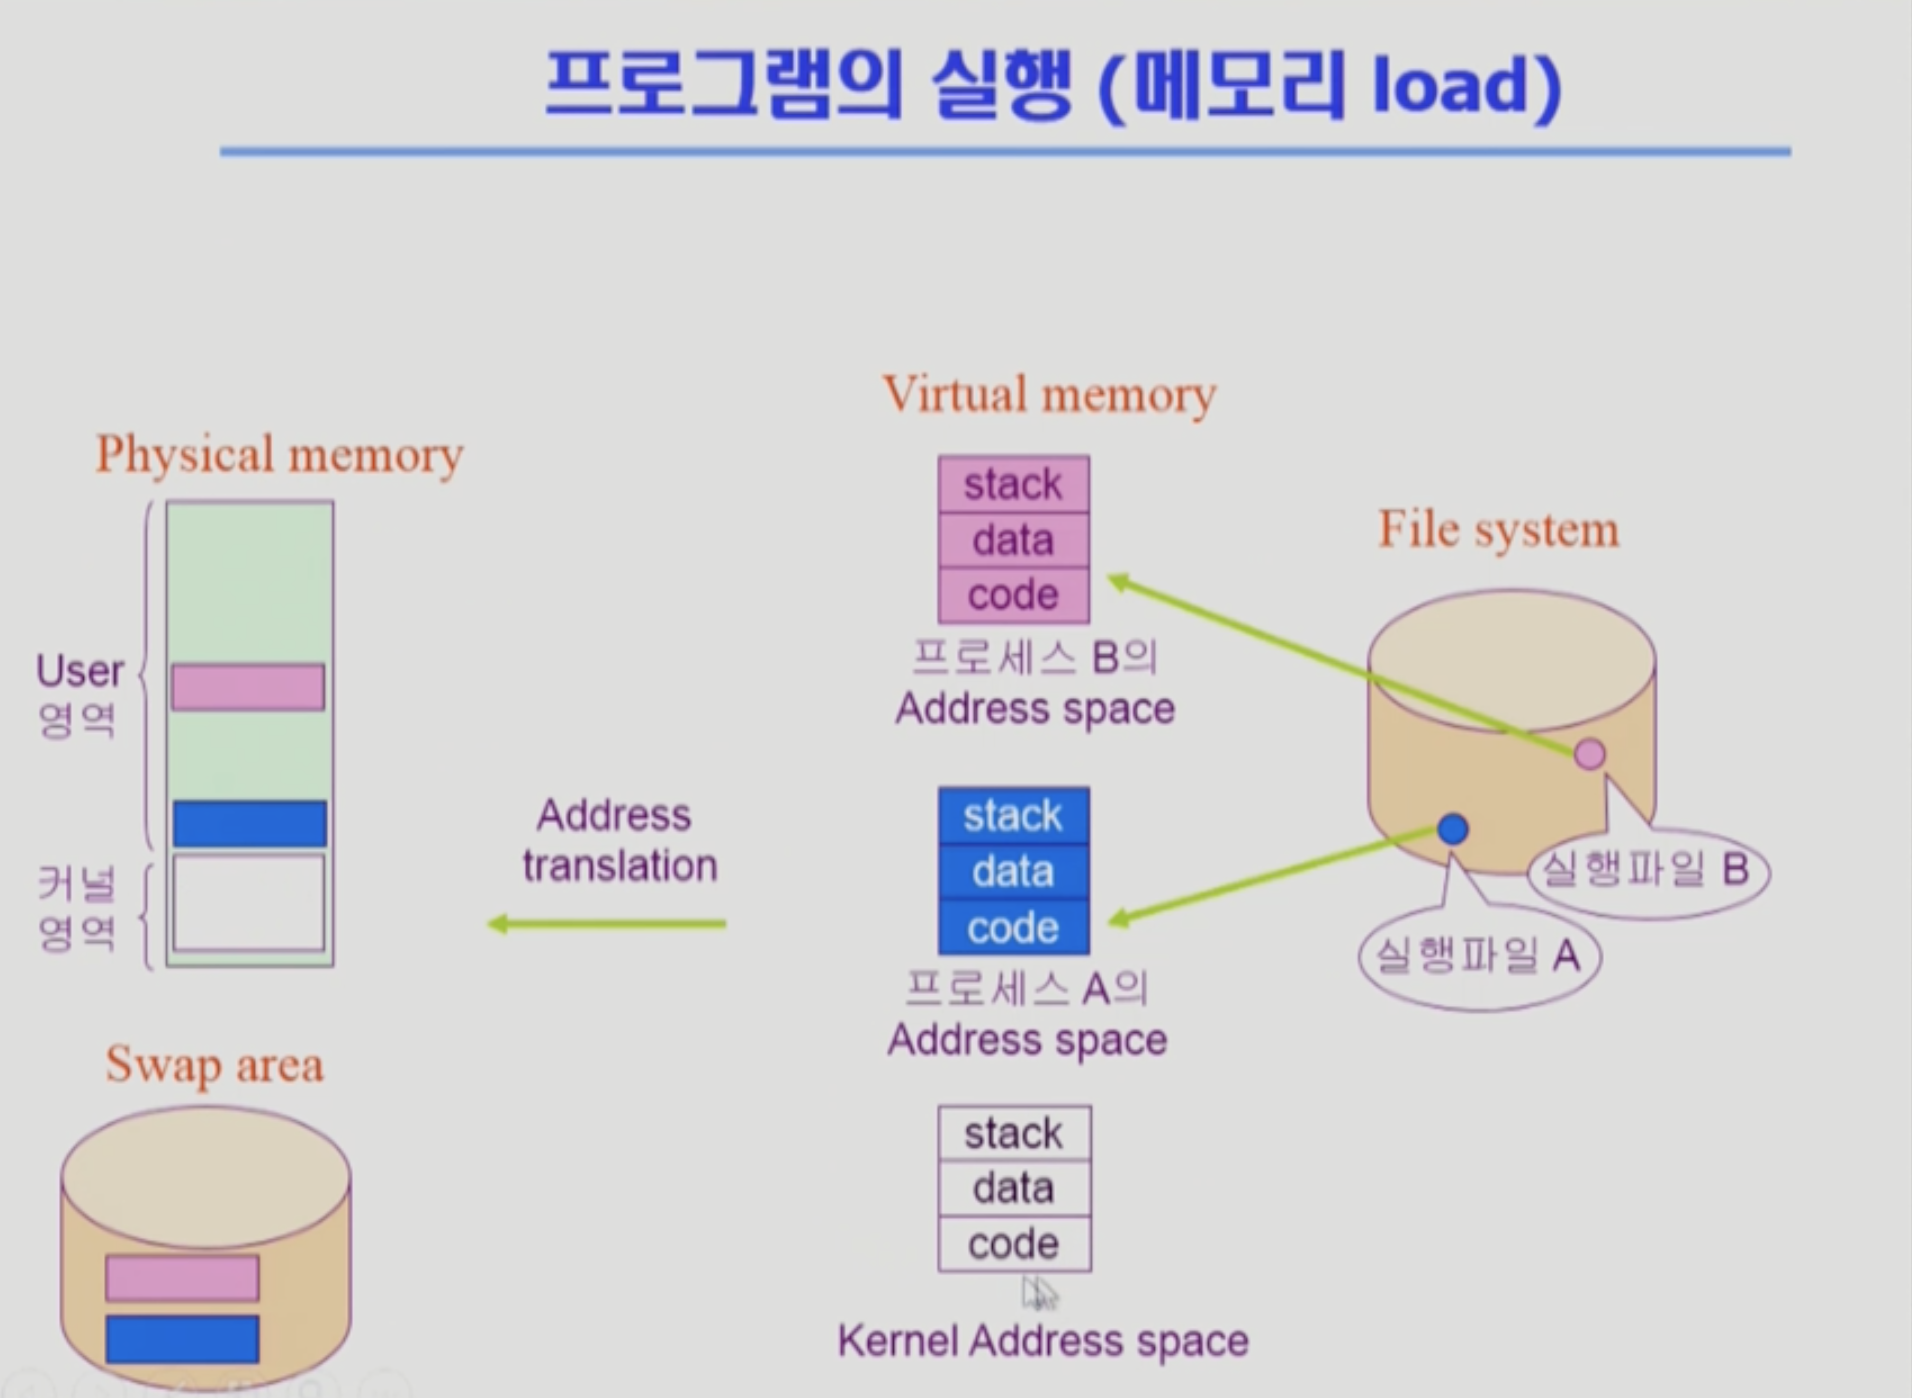 프로그램의 실행 (메모리 load)
Virtual memory
Physical memory
stack
data
code
프로세스 B의
Address space
File system
User
영역
커널
영역
Address
translation
stack
data
code
프로세스 A의
Address space
실행파일 B
실행파일 A
Swap area
stack
data
code
Kernel Address space